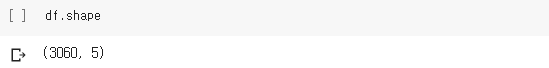 [ ] df.shape
(3060, 5)